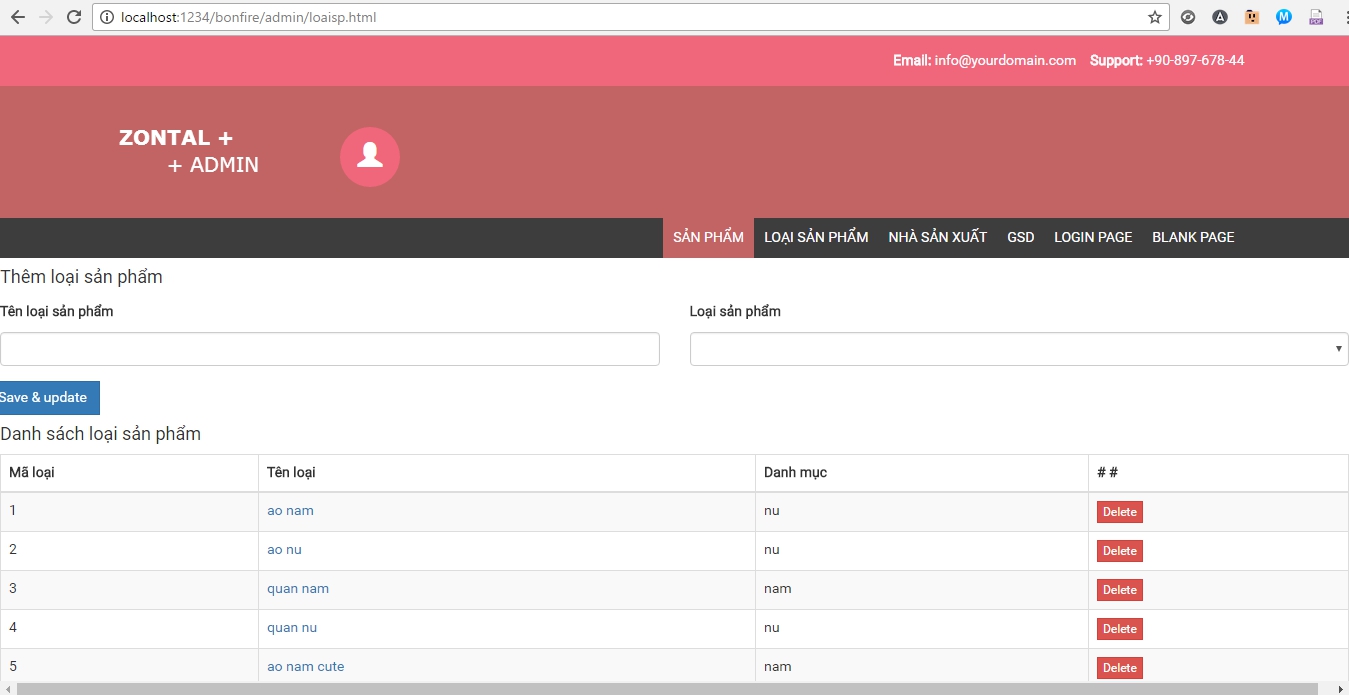 localhost:1234/bonfire/admin/loaisp.html
Email: info@yourdomain.com Support: +90-897-678-44
ZONTAL +
+ ADMIN
SẢN PHẨM LOẠI SẢN PHẨM NHÀ SẢN XUẤT GSD LOGIN PAGE BLANK PAGE
Thêm loại sản phẩm
Tên loại sản phẩm Loại sản phẩm
Save & update
Danh sách loại sản phẩm
Mã loại Tên loại Danh mục # #
1 ao nam nu Delete
2 ao nu nu Delete
3 quan nam nam Delete
4 quan nu nu Delete
5 ao nam cute nam Delete